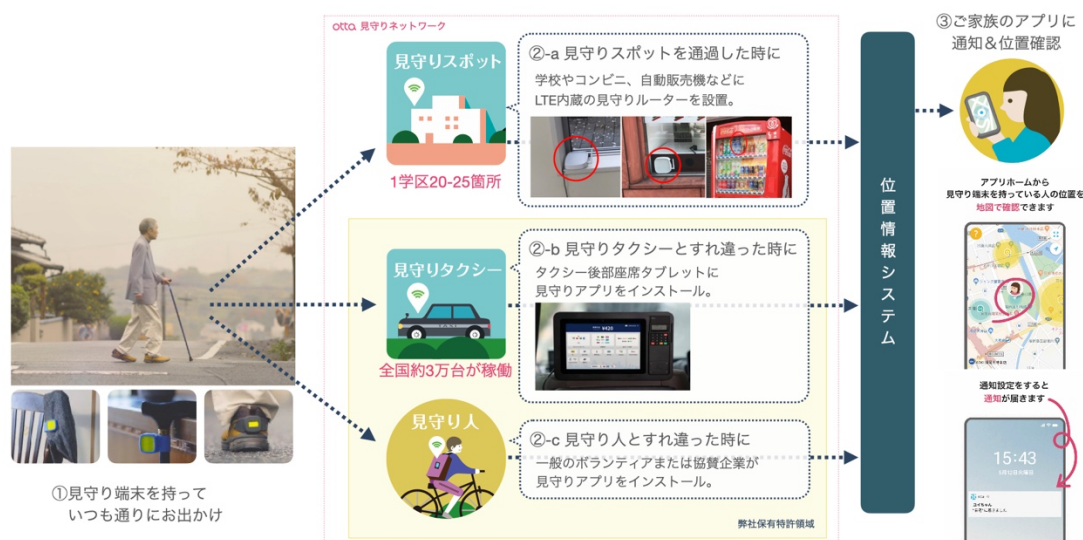 otta 見守りネットワーク
見守りスポット
1学区20-25箇所
②-a 見守りスポットを通過した時に
学校やコンビニ、自動販売機などに
LTE内蔵の見守りルーターを設置。
見守りタクシー
全国約3万台が稼働
②-b 見守りタクシーとすれ違った時に
タクシー後部座席タブレットに
見守りアプリをインストール。
見守り人
②-c 見守り人とすれ違った時に
一般のボランティアまたは協賛企業が
見守りアプリをインストール。
弊社保有特許領域
①見守り端末を持って
いつも通りにお出かけ
位置情報システム
③ご家族のアプリに
通知&位置確認
アプリホームから
見守り端末を持っている人の位置を
地図で確認できます
通知設定をすると
通知が届きます
15:43